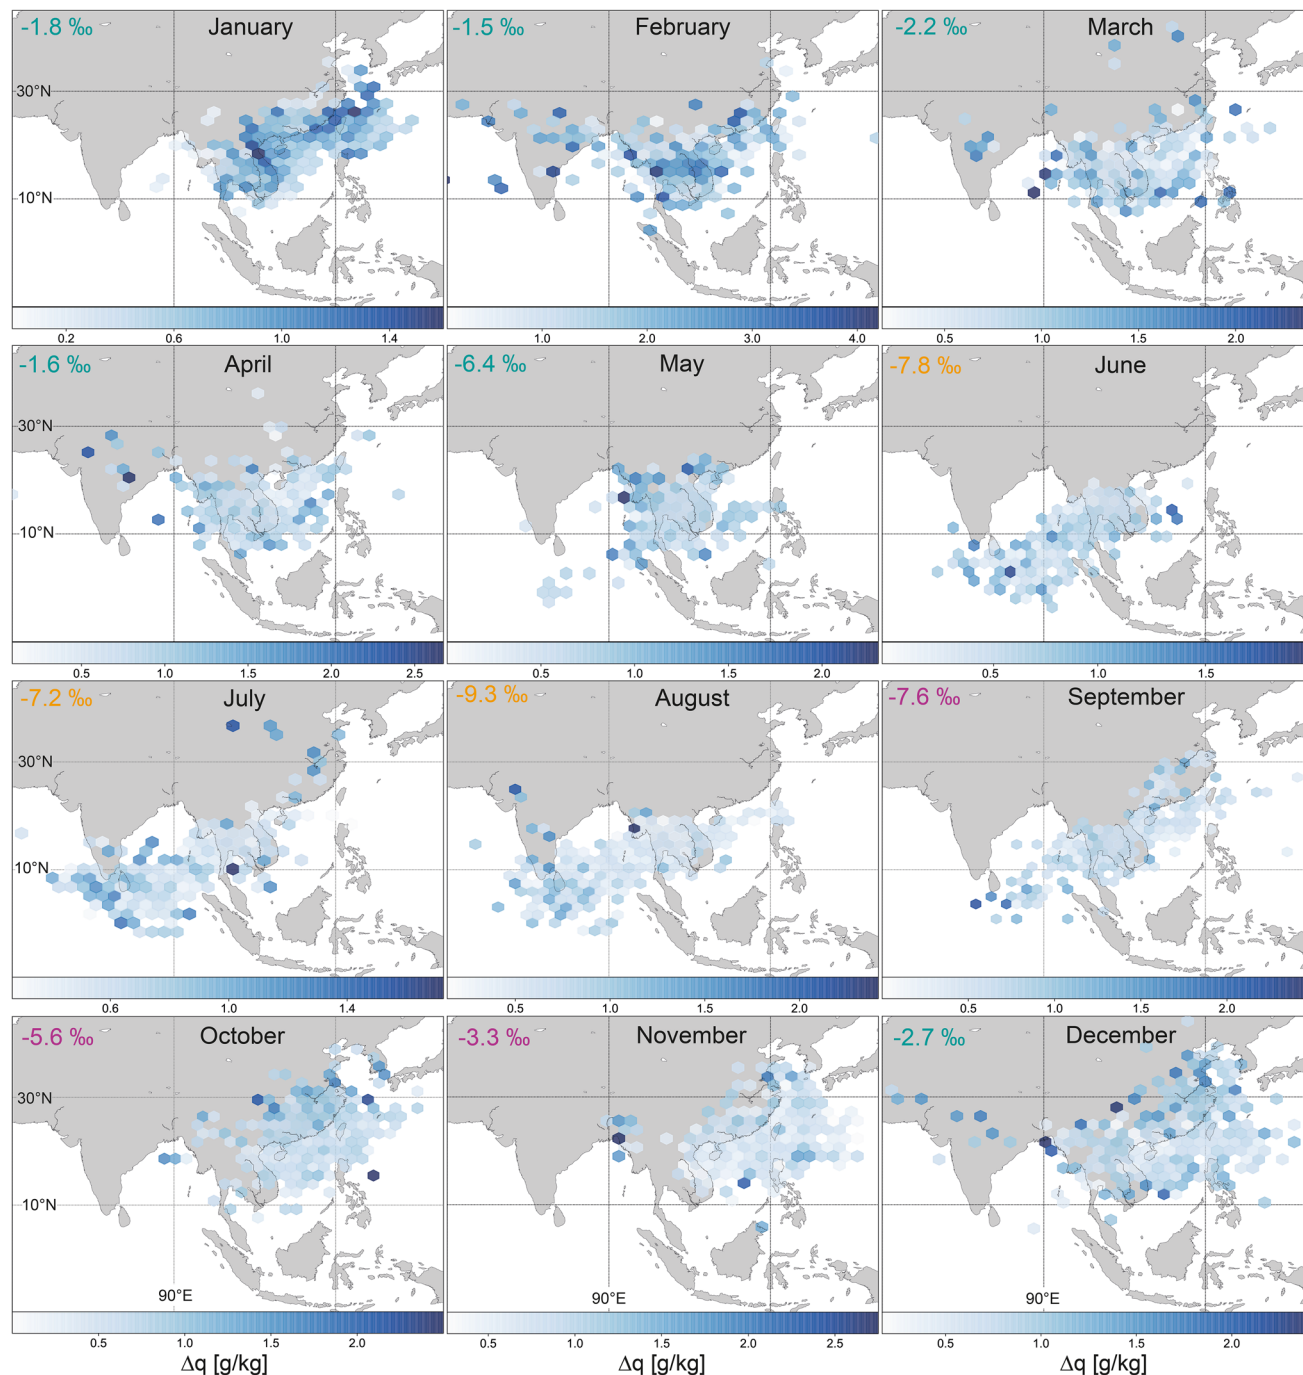 -1.8 ‰ January
-1.5 ‰ February
-2.2 ‰ March
30°N
10°N
0.2 0.6 1.0 1.4
1.0 2.0 3.0 4.0
0.5 1.0 1.5 2.0
-1.6 ‰ April
-6.4 ‰ May
-7.8 ‰ June
30°N
10°N
0.5 1.0 1.5 2.0 2.5
0.5 1.0 1.5 2.0
0.5 1.0 1.5
-7.2 ‰ July
-9.3 ‰ August
-7.6 ‰ September
30°N
10°N
0.6 1.0 1.4
0.5 1.0 1.5 2.0
0.5 1.0 1.5 2.0
-5.6 ‰ October
-3.3 ‰ November
-2.7 ‰ December
30°N
10°N
90°E
90°E
90°E
0.5 1.0 1.5 2.0
0.5 1.0 1.5 2.0 2.5
0.5 1.0 1.5 2.0
Δq [g/kg]
Δq [g/kg]
Δq [g/kg]